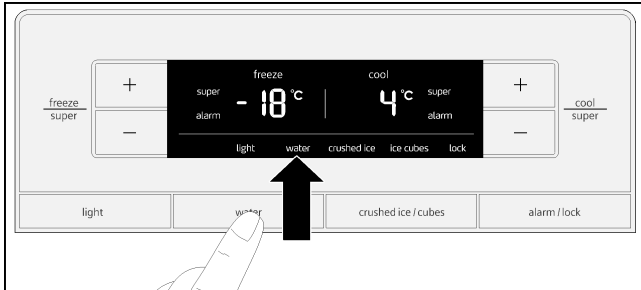 freeze
super
+
−
freeze cool
super - 18 °C 4 °C super
alarm alarm
light water crushed ice ice cubes lock
+
−
cool
super
light water crushed ice / cubes alarm / lock